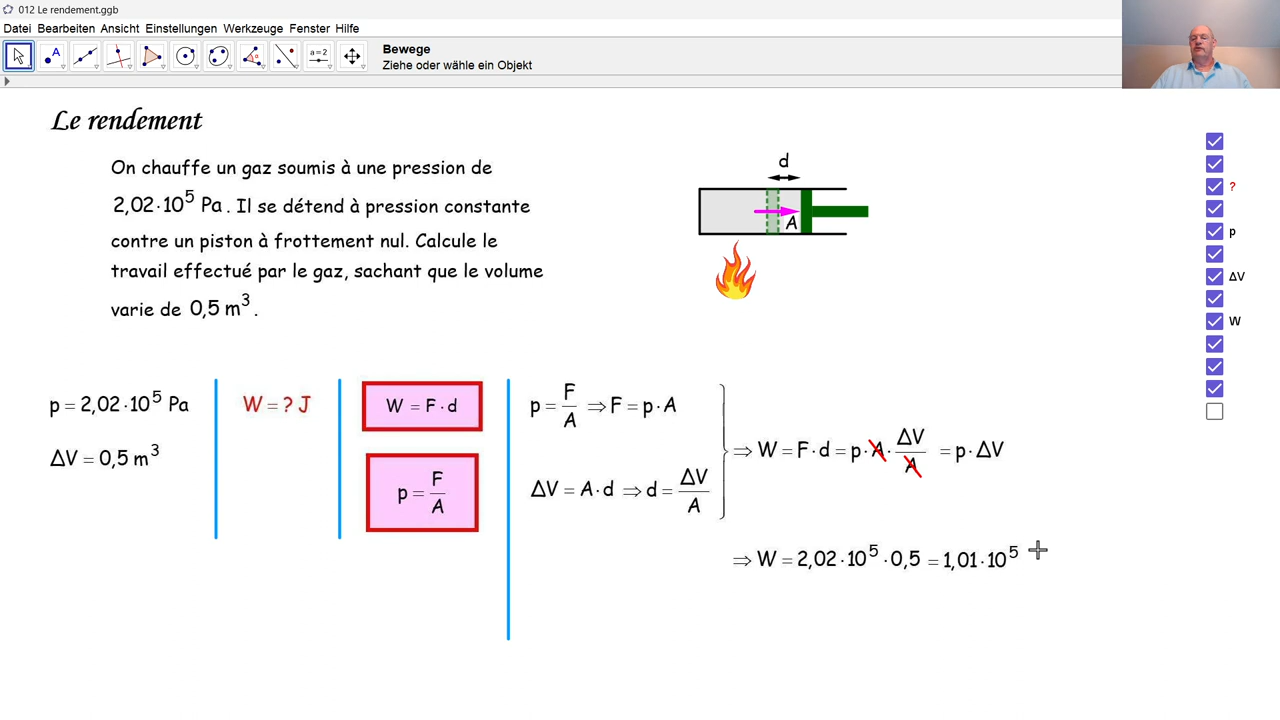 012 Le rendement.ggb
Datei Bearbeiten Ansicht Einstellungen Werkzeuge Fenster Hilfe
A
a=2
Bewege
Ziehe oder wähle ein Objekt
Le rendement
On chauffe un gaz soumis à une pression de
2,02·10⁵ Pa. Il se détend à pression constante
contre un piston à frottement nul. Calcule le
travail effectué par le gaz, sachant que le volume
varie de 0,5 m³.
d
A
?
p
ΔV
W
p = 2,02·10⁵ Pa
ΔV = 0,5 m³
W = ? J
W = F·d
p = F/A
p = F/A ⇒ F = p·A
ΔV = A·d ⇒ d = ΔV/A
⇒ W = F·d = p·A·ΔV/A = p·ΔV
⇒ W = 2,02·10⁵·0,5 = 1,01·10⁵